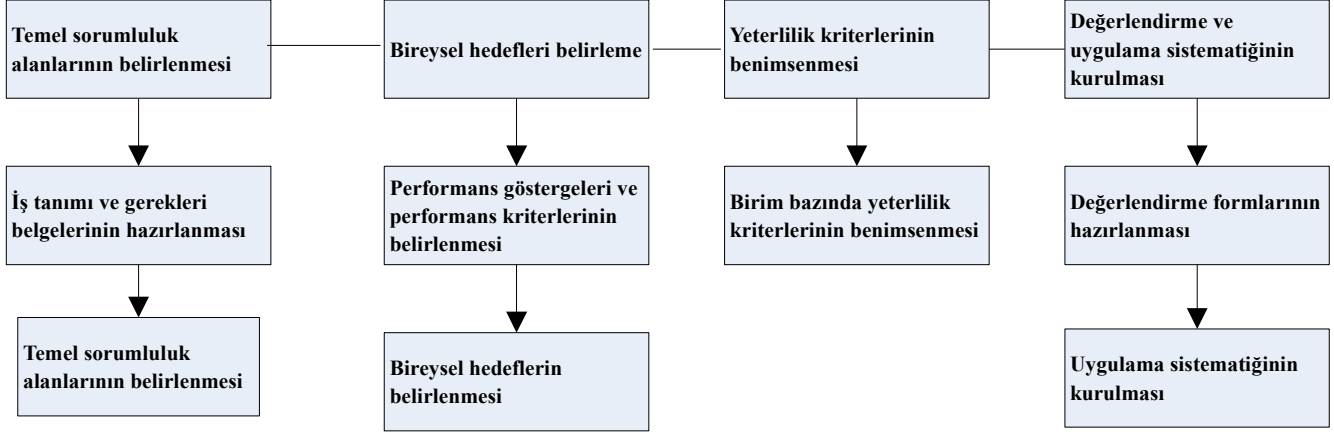 Temel sorumluluk
alanlarının belirlenmesi
Bireysel hedefleri belirleme
Yeterlilik kriterlerinin
benimsenmesi
Değerlendirme ve
uygulama sistematiğinin
kurulması
İş tanımı ve gerekleri
belgelerinin hazırlanması
Performans göstergeleri ve
performans kriterlerinin
belirlenmesi
Birim bazında yeterlilik
kriterlerinin benimsenmesi
Değerlendirme formlarının
hazırlanması
Temel sorumluluk
alanlarının belirlenmesi
Bireysel hedeflerin
belirlenmesi
Uygulama sistematiğinin
kurulması